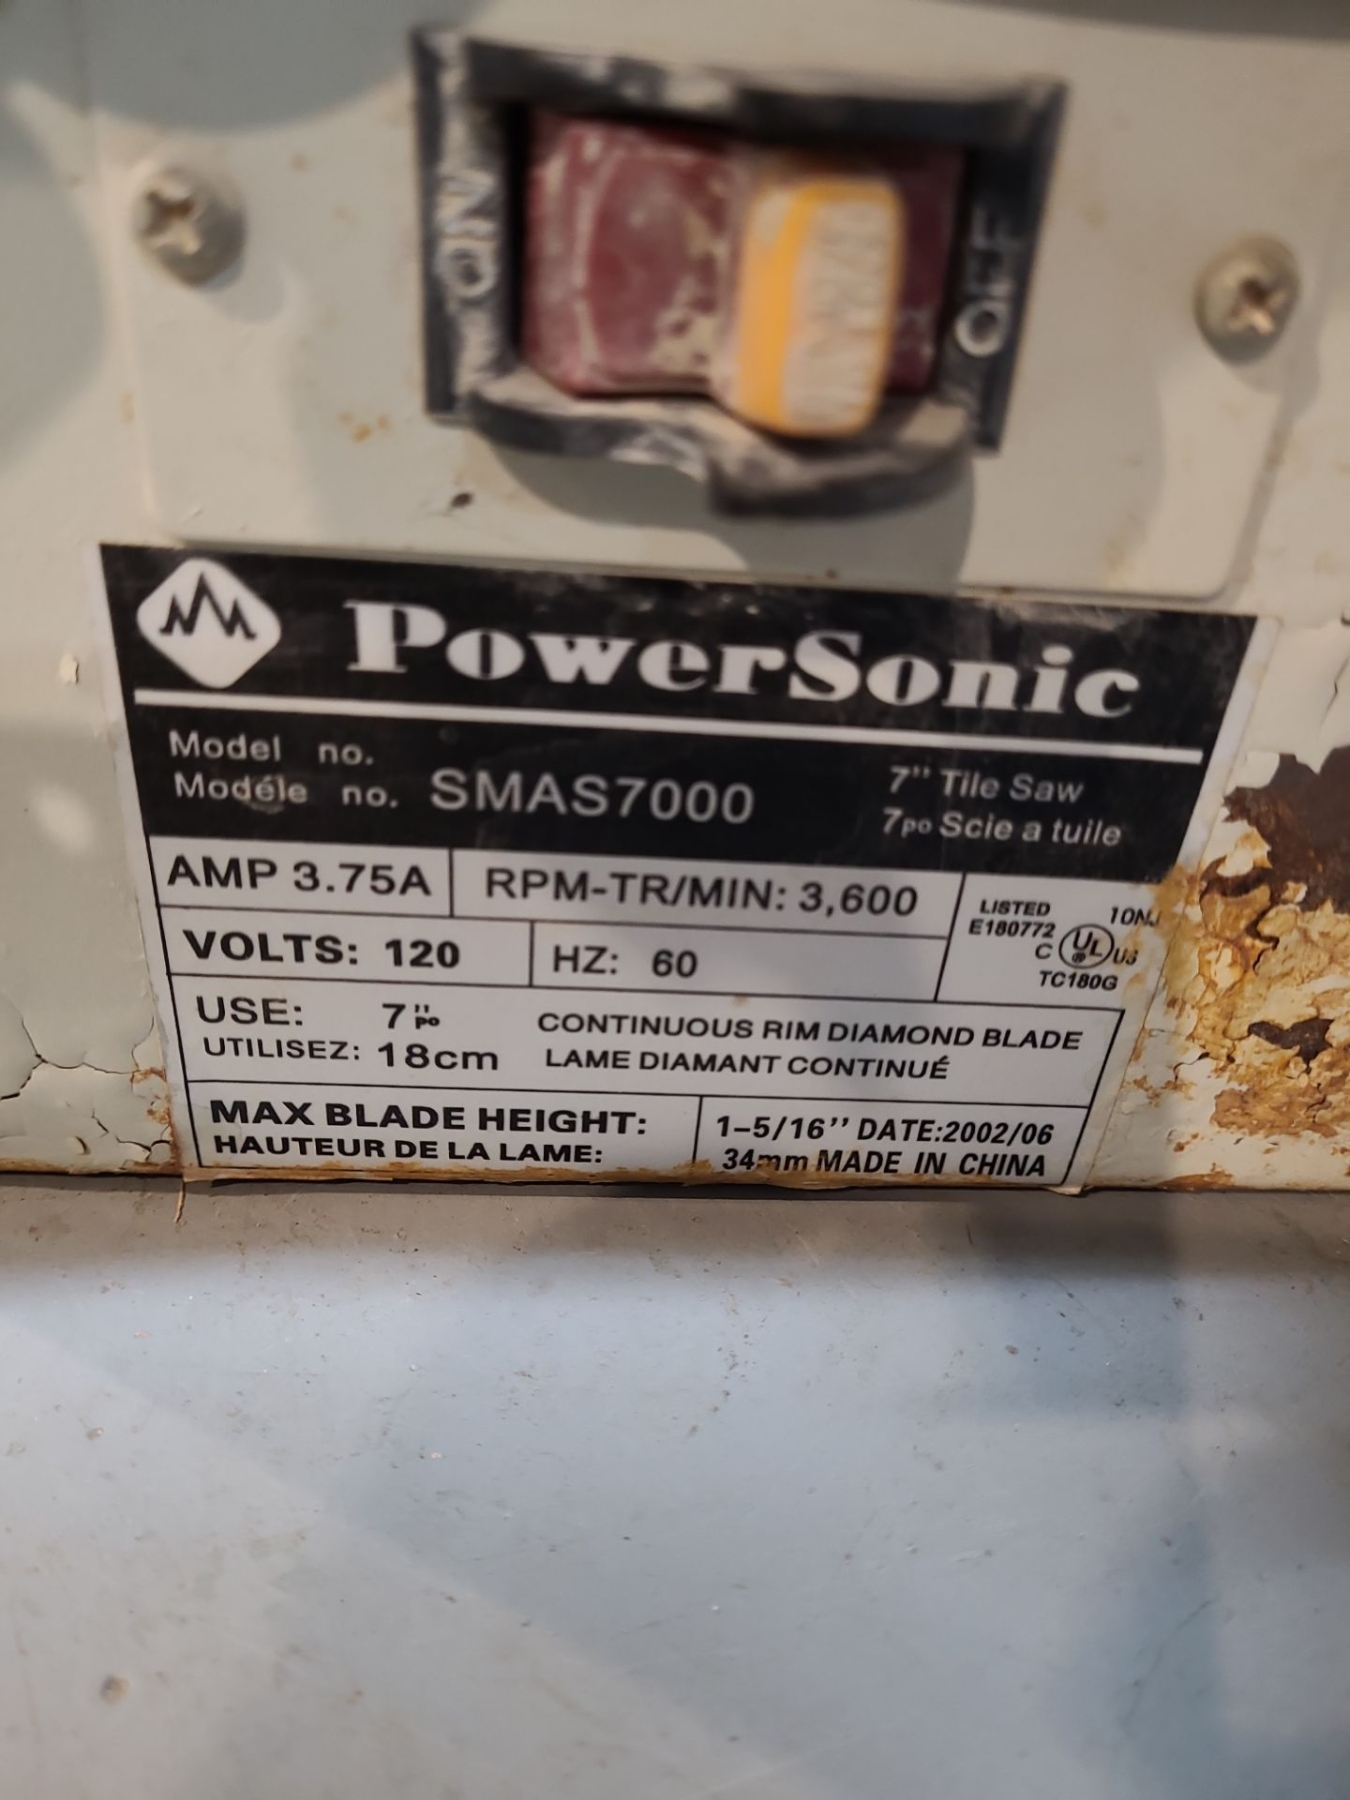 OFF
PowerSonic
Model no.
Modéle no. SMAS7000
7" Tile Saw
7po Scie a tuile
AMP 3.75A
RPM-TR/MIN: 3,600
VOLTS: 120
HZ: 60
LISTED
E180772
C UL ® US
TC180G
USE: 7" po
UTILISEZ: 18cm
CONTINUOUS RIM DIAMOND BLADE
LAME DIAMANT CONTINUÉ
MAX BLADE HEIGHT:
HAUTEUR DE LA LAME:
1–5/16'' DATE:2002/06
34mm MADE IN CHINA